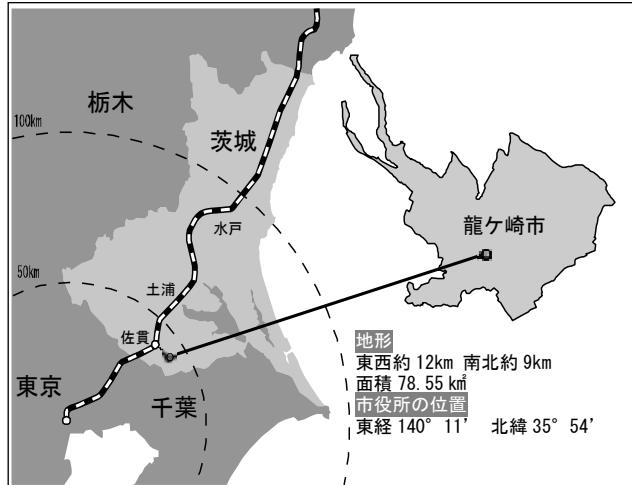 栃木
100km
茨城
龍ケ崎市
水戸
50km
土浦
佐貫
地形
東西約 12km 南北約 9km
面積 78.55 ㎢
市役所の位置
東経 140° 11’ 北緯 35° 54’
東京
千葉